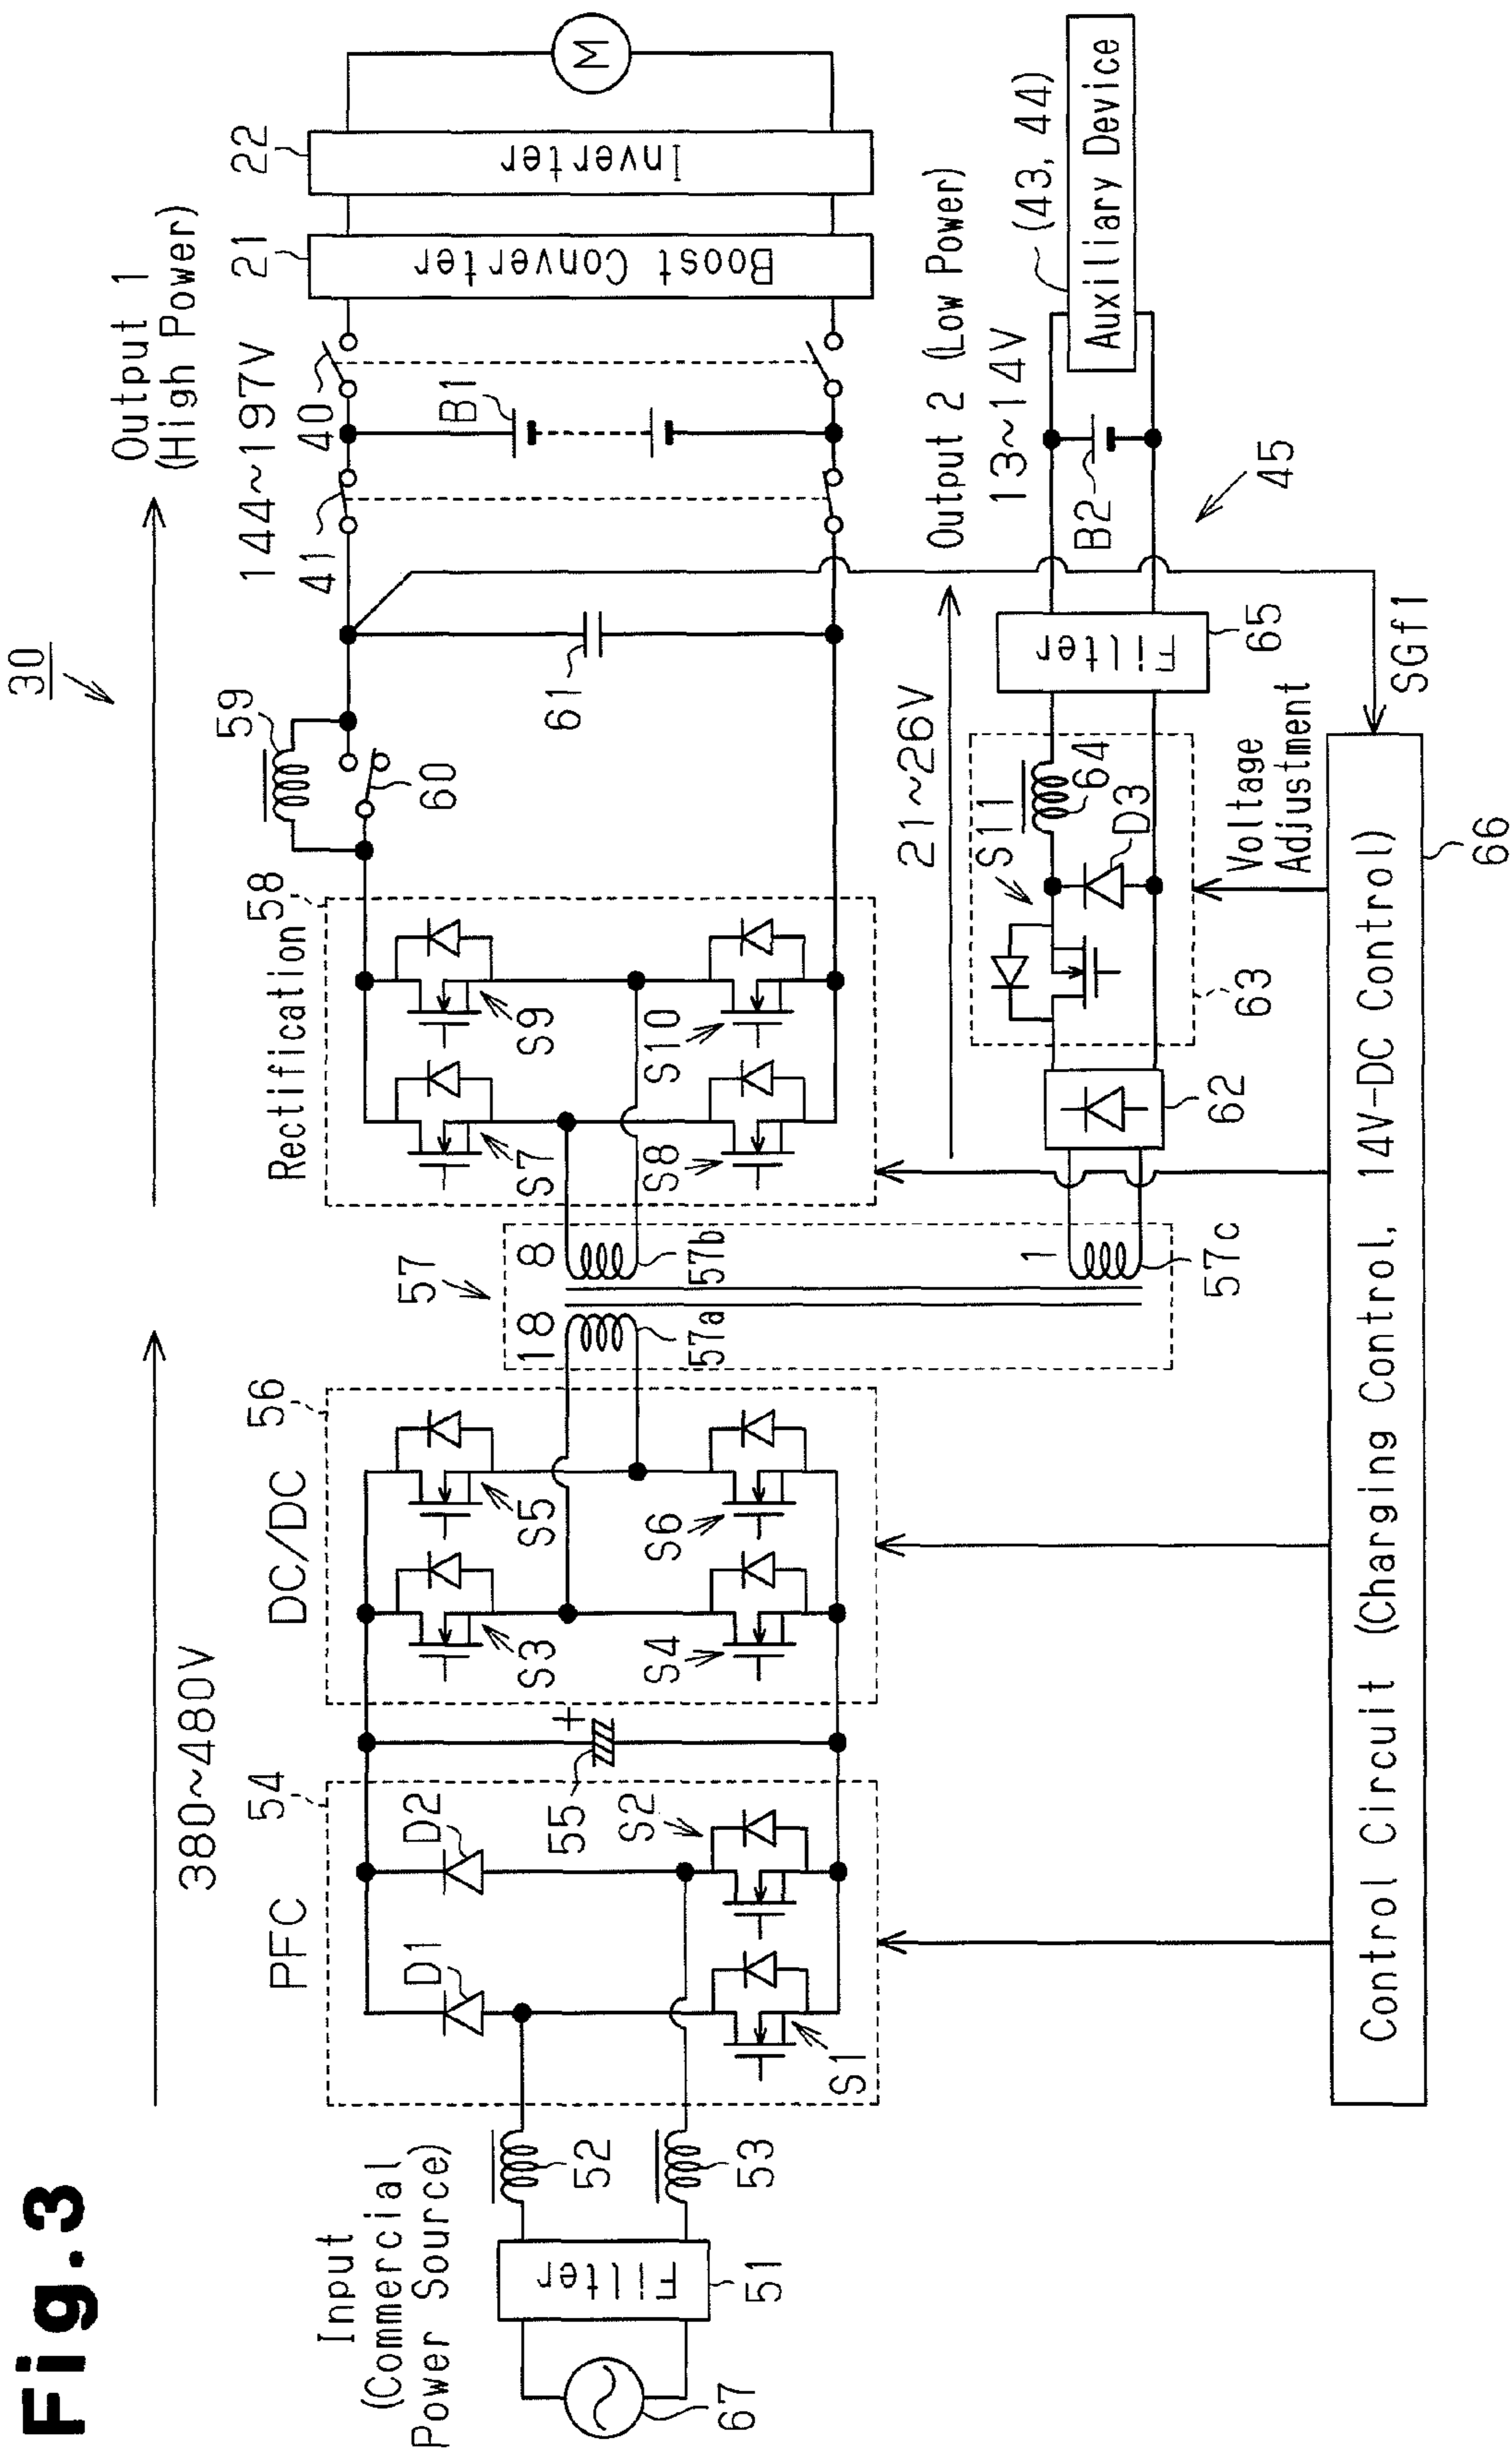 Fig.3
30
Output 1
(High Power)
380~480V
144~197V
Input
(Commercial
Power Source)
PFC
54
DC/DC
56
57
Rectification
58
59
60
41
40
21
22
67
Filter
51
52
53
D1
D2
S1
S2
55
+
S3
S4
S5
S6
18
8
57a
57b
1
57c
S7
S8
S9
S10
61
B1
Boost Converter
Inverter
M
Output 2 (Low Power)
21~26V
13~14V
62
63
S11
64
D3
Filter
65
B2
45
(43, 44)
Auxiliary Device
Voltage
Adjustment
SGf1
Control Circuit (Charging Control, 14V-DC Control)
66